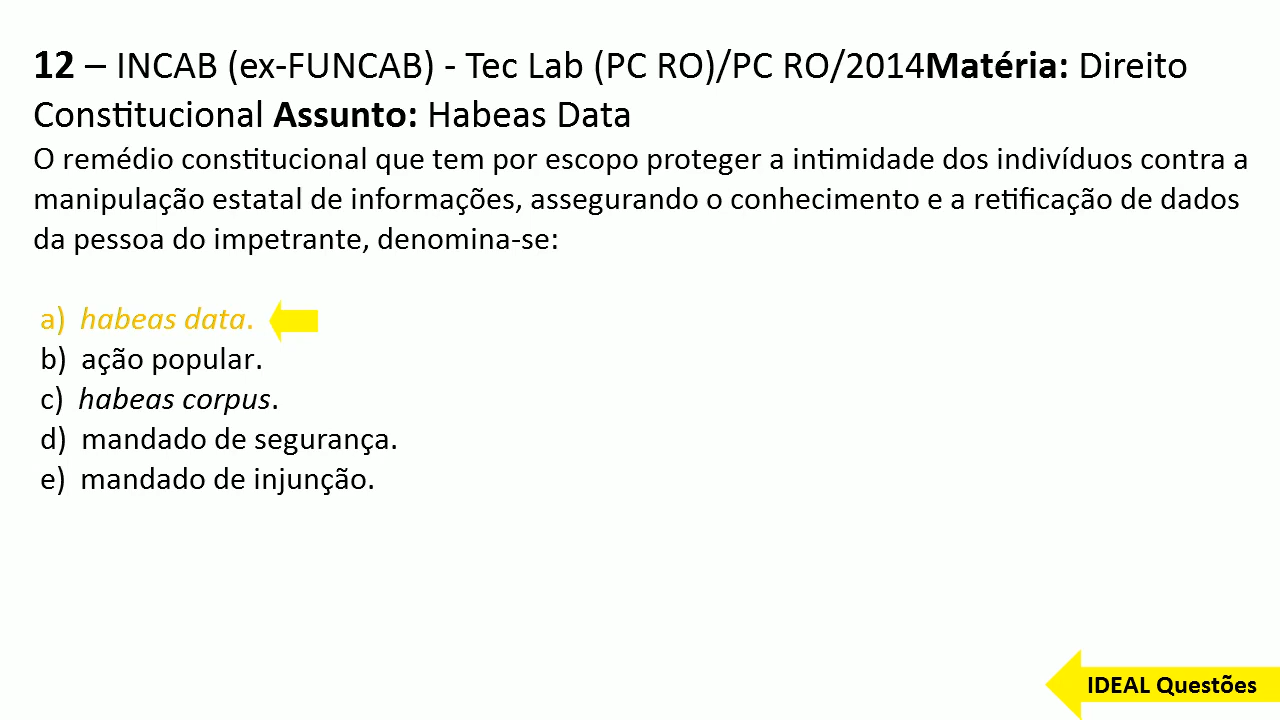 12 – INCAB (ex-FUNCAB) - Tec Lab (PC RO)/PC RO/2014Matéria: Direito
Constitucional Assunto: Habeas Data
O remédio constitucional que tem por escopo proteger a intimidade dos indivíduos contra a
manipulação estatal de informações, assegurando o conhecimento e a retificação de dados
da pessoa do impetrante, denomina-se:
a) habeas data.
b) ação popular.
c) habeas corpus.
d) mandado de segurança.
e) mandado de injunção.
IDEAL Questões